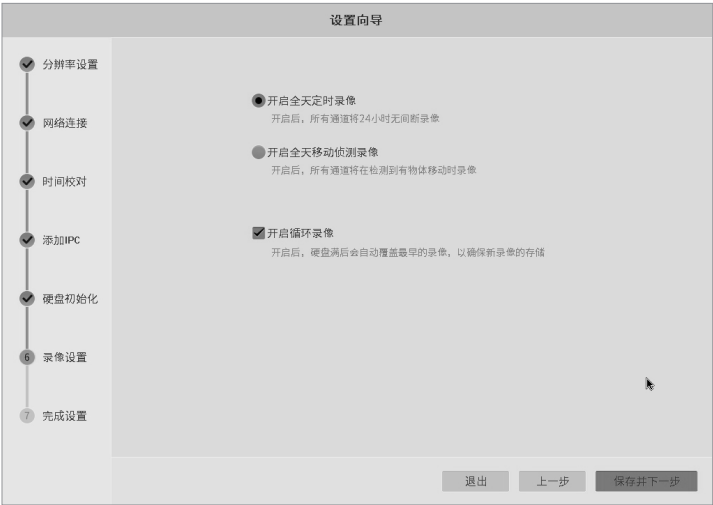 设置向导
分辨率设置
网络连接
时间校对
添加IPC
硬盘初始化
6 录像设置
7 完成设置
开启全天定时录像
开启后，所有通道将24小时无间断录像
开启全天移动侦测录像
开启后，所有通道将在检测到有物体移动时录像
开启循环录像
开启后，硬盘满后会自动覆盖最早的录像，以确保新录像的存储
退出 上一步 保存并下一步